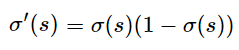 σ′(s) = σ(s)(1 − σ(s))